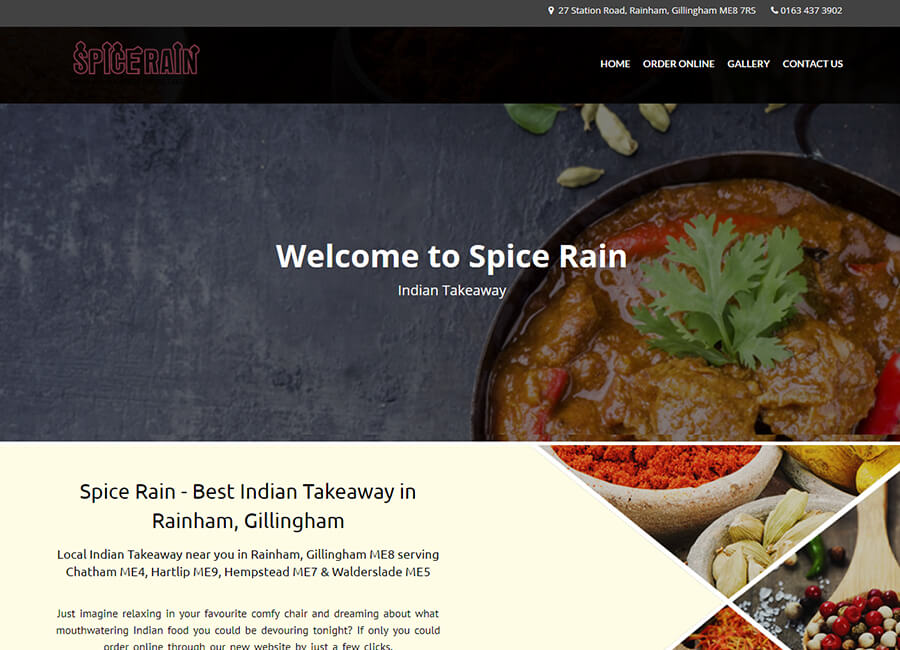 27 Station Road, Rainham, Gillingham ME8 7RS 0163 437 3902
SPICE RAIN
HOME ORDER ONLINE GALLERY CONTACT US
Welcome to Spice Rain
Indian Takeaway
Spice Rain - Best Indian Takeaway in
Rainham, Gillingham
Local Indian Takeaway near you in Rainham, Gillingham ME8 serving
Chatham ME4, Hartlip ME9, Hempstead ME7 & Walderslade ME5
Just imagine relaxing in your favourite comfy chair and dreaming about what
mouthwatering Indian food you could be devouring tonight? If only you could
order online through our new website by just a few clicks.